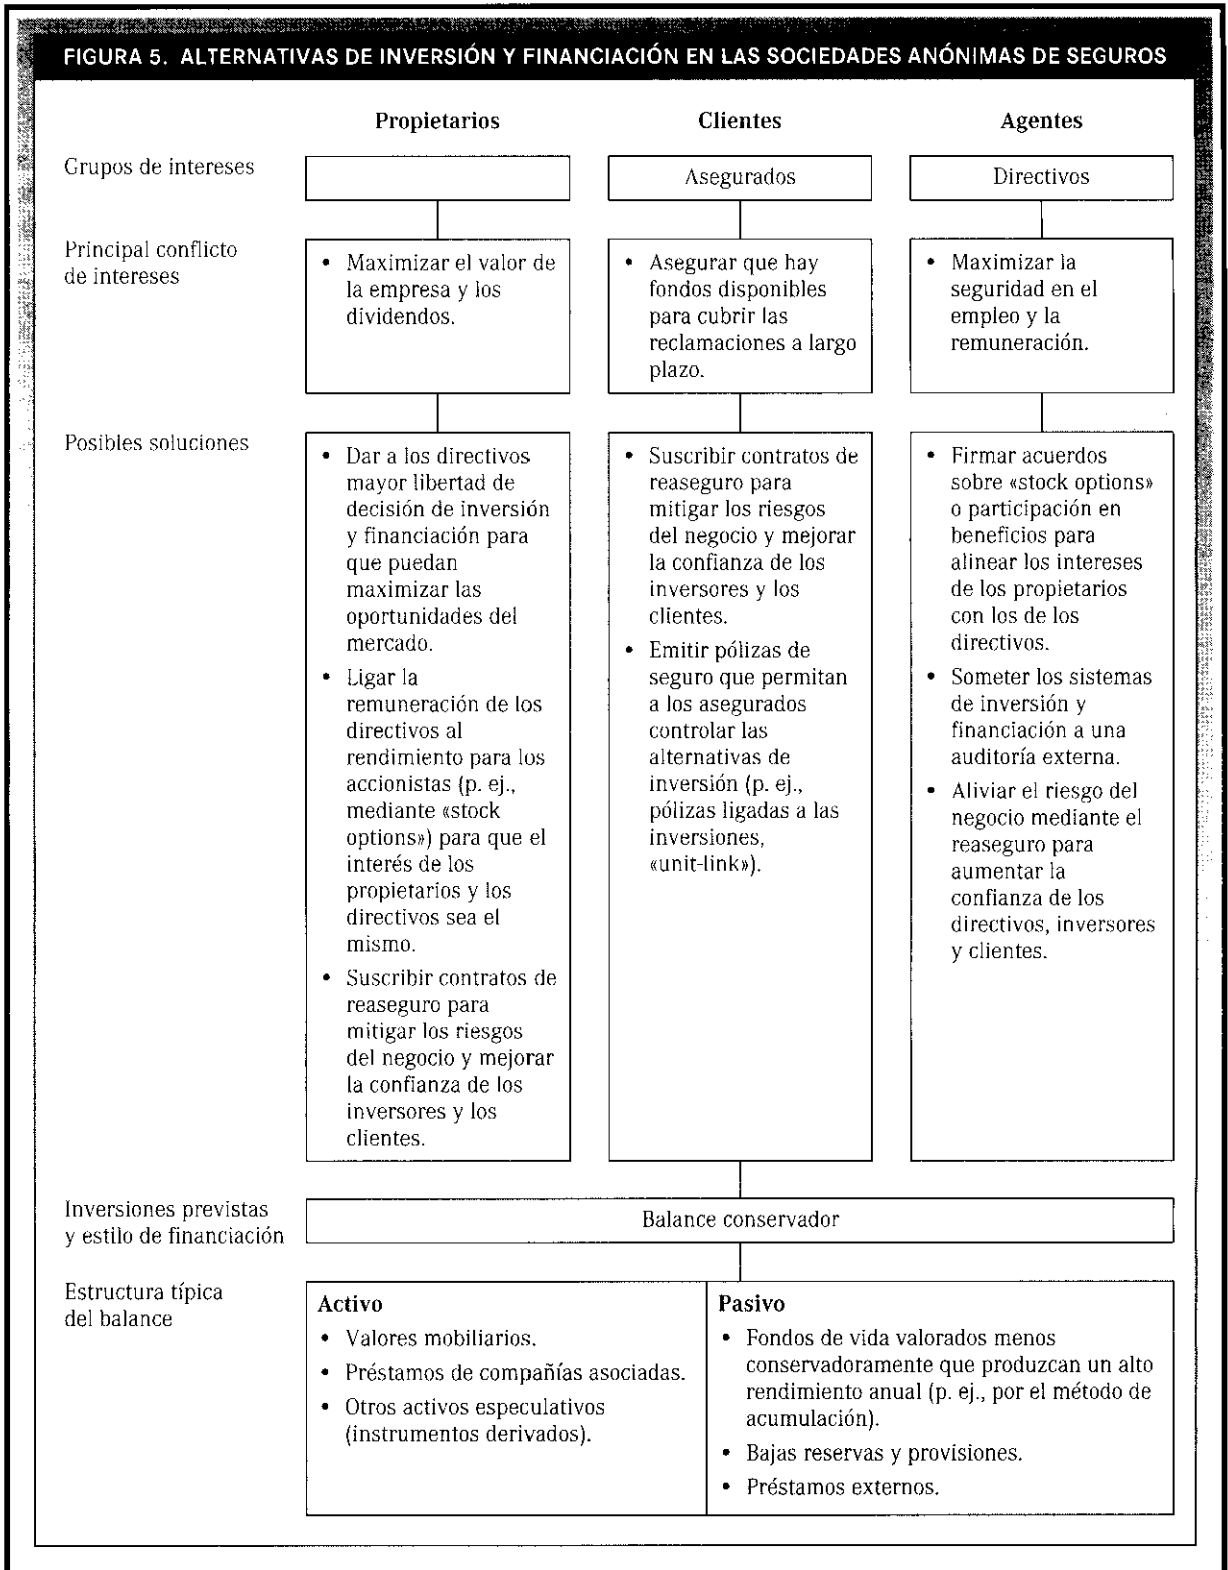 FIGURA 5. ALTERNATIVAS DE INVERSIÓN Y FINANCIACIÓN EN LAS SOCIEDADES ANÓNIMAS DE SEGUROS
Propietarios
Clientes
Agentes
Grupos de intereses
Asegurados
Directivos
Principal conflicto
de intereses
• Maximizar el valor de
la empresa y los
dividendos.
• Asegurar que hay
fondos disponibles
para cubrir las
reclamaciones a largo
plazo.
• Maximizar la
seguridad en el
empleo y la
remuneración.
Posibles soluciones
• Dar a los directivos
mayor libertad de
decisión de inversión
y financiación para
que puedan
maximizar las
oportunidades del
mercado.
• Ligar la
remuneración de los
directivos al
rendimiento para los
accionistas (p. ej.,
mediante «stock
options») para que el
interés de los
propietarios y los
directivos sea el
mismo.
• Suscribir contratos de
reaseguro para
mitigar los riesgos
del negocio y mejorar
la confianza de los
inversores y los
clientes.
• Suscribir contratos de
reaseguro para
mitigar los riesgos
del negocio y mejorar
la confianza de los
inversores y los
clientes.
• Emitir pólizas de
seguro que permitan
a los asegurados
controlar las
alternativas de
inversión (p. ej.,
pólizas ligadas a las
inversiones,
«unit-link»).
• Firmar acuerdos
sobre «stock options»
o participación en
beneficios para
alinear los intereses
de los propietarios
con los de los
directivos.
• Someter los sistemas
de inversión y
financiación a una
auditoría externa.
• Aliviar el riesgo del
negocio mediante el
reaseguro para
aumentar la
confianza de los
directivos, inversores
y clientes.
Inversiones previstas
y estilo de financiación
Balance conservador
Estructura típica
del balance
Activo
• Valores mobiliarios.
• Préstamos de compañías asociadas.
• Otros activos especulativos
(instrumentos derivados).
Pasivo
• Fondos de vida valorados menos
conservadoramente que produzcan un alto
rendimiento anual (p. ej., por el método de
acumulación).
• Bajas reservas y provisiones.
• Préstamos externos.